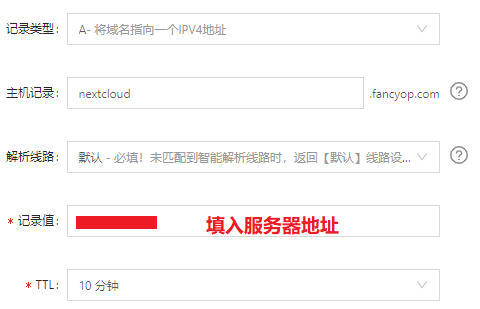 记录类型： A- 将域名指向一个IPV4地址
主机记录： nextcloud .fancyop.com ?
解析线路： 默认 - 必填！未匹配到智能解析线路时，返回【默认】线路设... ?
* 记录值： 填入服务器地址
* TTL： 10 分钟